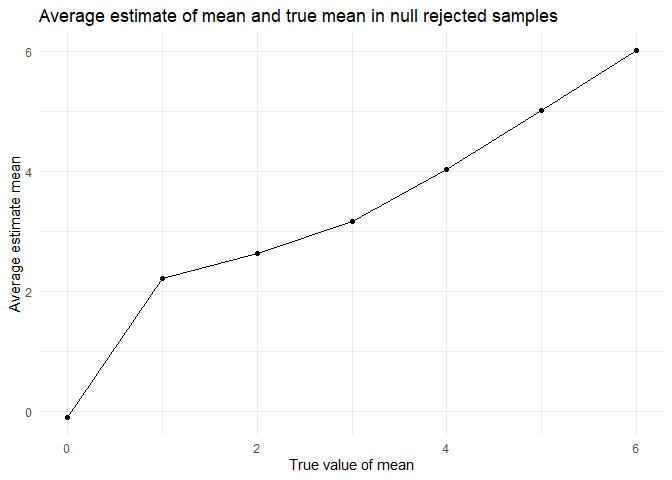 Average estimate of mean and true mean in null rejected samples
Average estimate mean
6
4
2
0
0
2
4
6
True value of mean